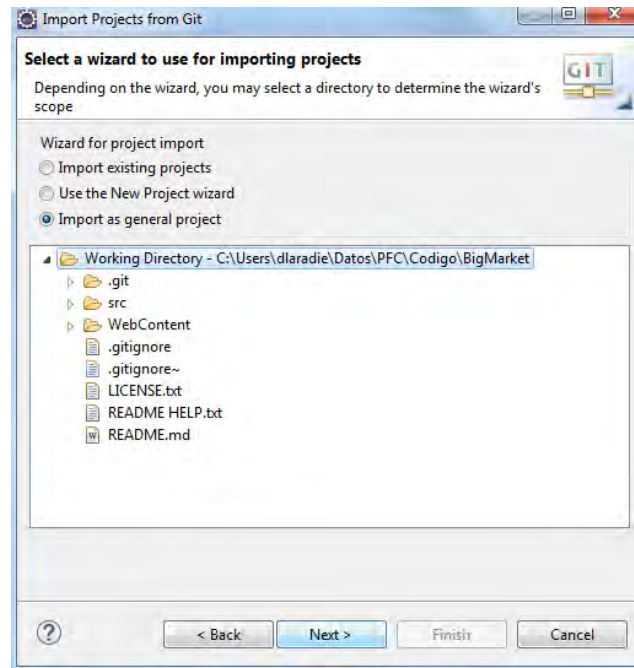 Import Projects from Git
Select a wizard to use for importing projects
Depending on the wizard, you may select a directory to determine the wizard's
scope
GIT
Wizard for project import
Import existing projects
Use the New Project wizard
Import as general project
Working Directory - C:\Users\dlaradie\Datos\PFC\Codigo\BigMarket
.git
src
WebContent
.gitignore
.gitignore~
LICENSE.txt
README HELP.txt
README.md
? < Back Next > Finish Cancel